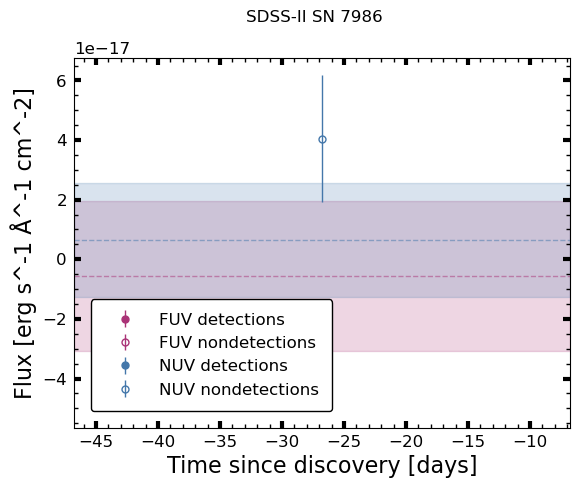 SDSS-II SN 7986
1e−17
6
4
2
0
−2
−4
Flux [erg s^-1 Å^-1 cm^-2]
FUV detections
FUV nondetections
NUV detections
NUV nondetections
−45 −40 −35 −30 −25 −20 −15 −10
Time since discovery [days]